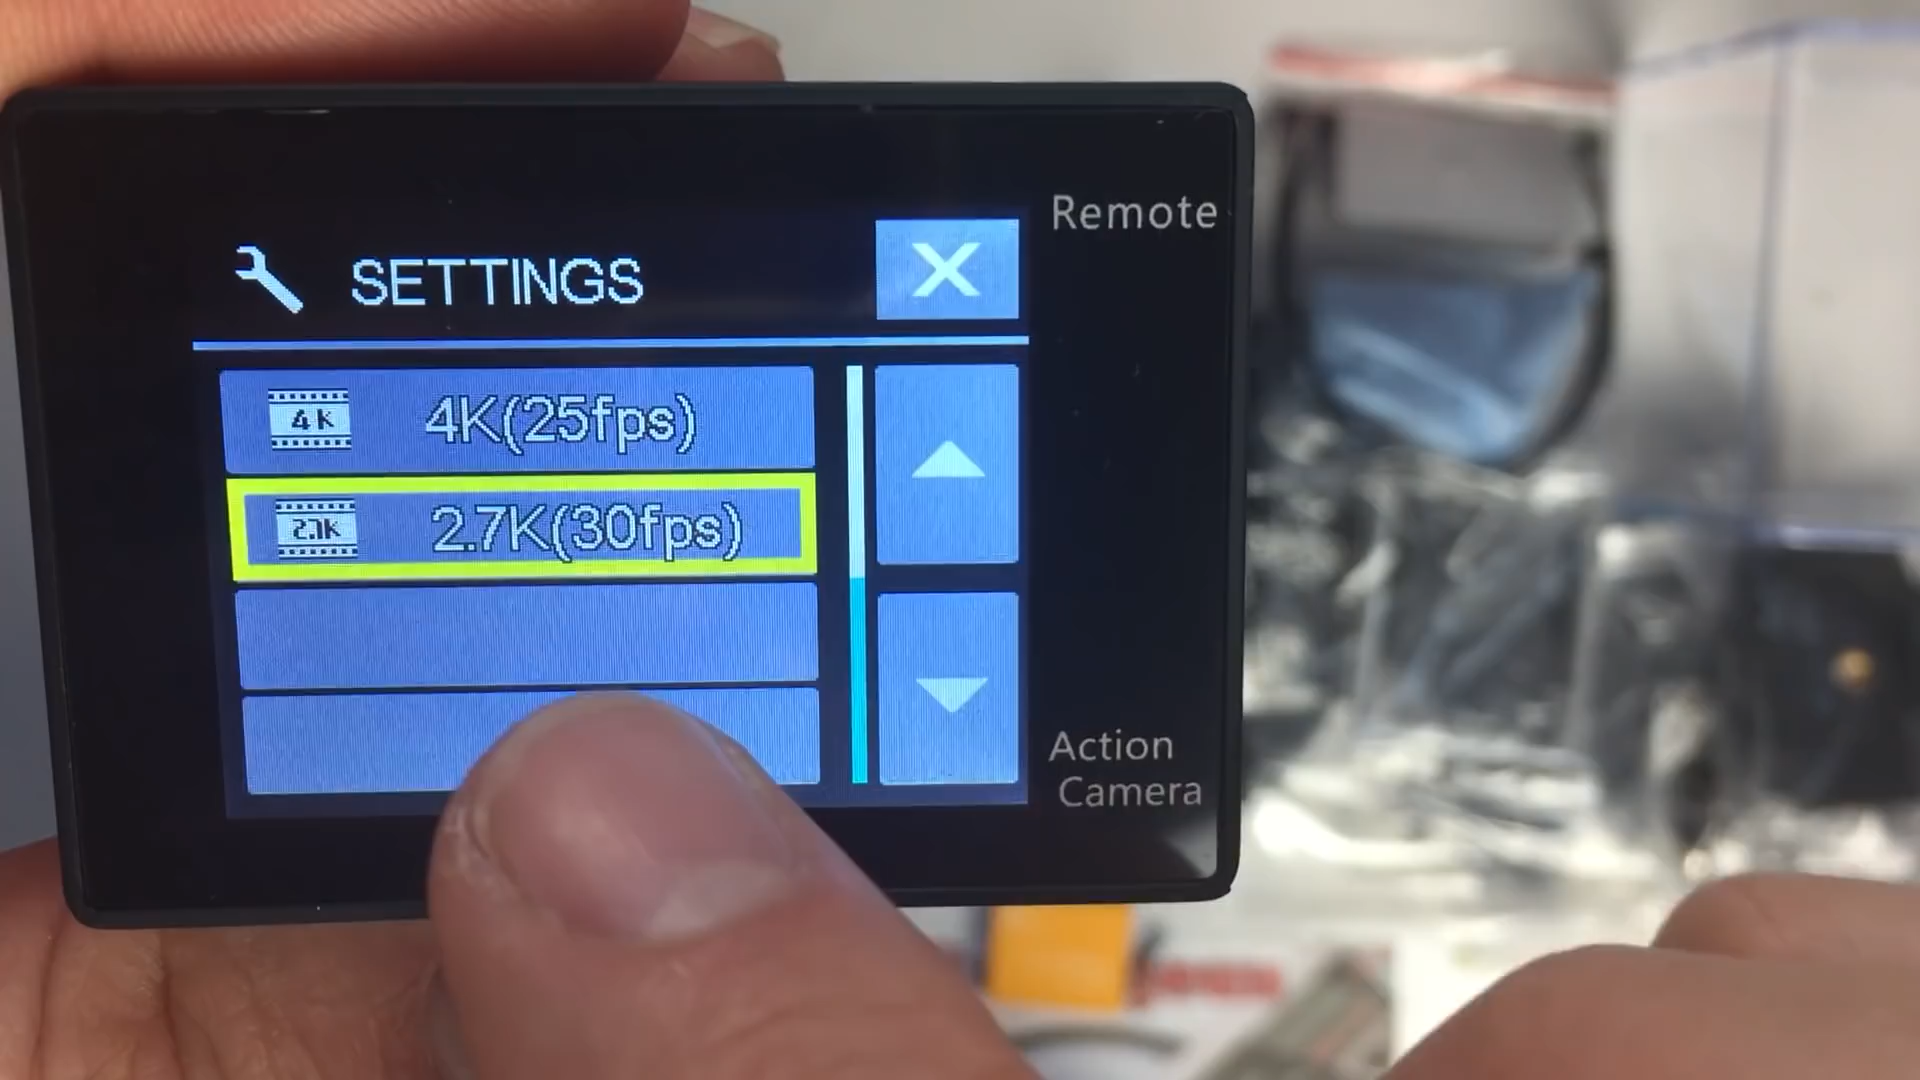 Remote
SETTINGS
X
4K 4K(25fps)
2.7K 2.7K(30fps)
Action
Camera